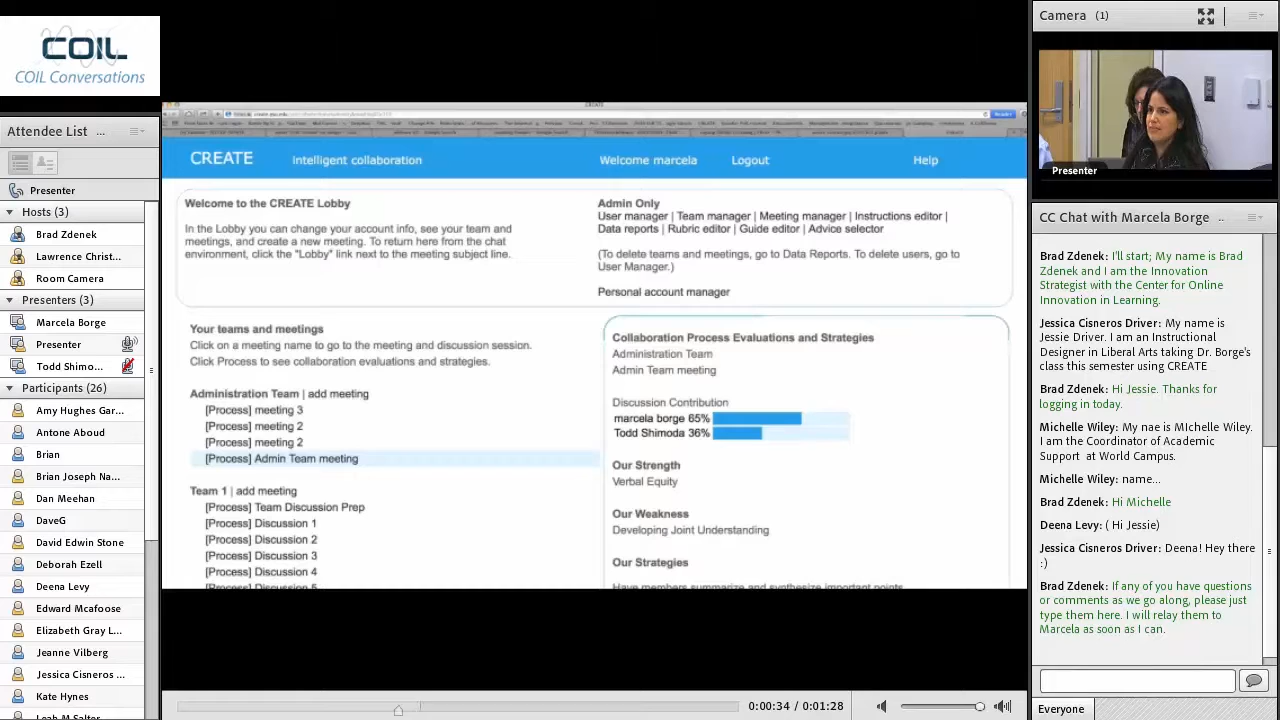 COIL
COIL Conversations
Attendee List ...
Presenter
Hosts (3)
Brad Zdenek
Lawrence Christ...
Room Camera
Presenters (3)
Marcela Borge
Presenter
Todd Shimo...
Participants (26)
Amy Hughes Gar...
Antone Aboud
Brian
Brian Joseph Na...
Dan Meehan
DaveG
David Edwin Stone
Deborah Ezell
Deena Levy
Edward Mcafoose
Elizabeth Gray L...
Jeanne Vilberg
Jessica Cisneros ...
Kate Hynes
Leah M Salter
CREATE
CREATE
Intelligent collaboration
Welcome marcela
Logout
Help
Welcome to the CREATE Lobby
In the Lobby you can change your account info, see your team and
meetings, and create a new meeting. To return here from the chat
environment, click the "Lobby" link next to the meeting subject line.
Admin Only
User manager | Team manager | Meeting manager | Instructions editor |
Data reports | Rubric editor | Guide editor | Advice selector
(To delete teams and meetings, go to Data Reports. To delete users, go to
User Manager.)
Personal account manager
Your teams and meetings
Click on a meeting name to go to the meeting and discussion session.
Click Process to see collaboration evaluations and strategies.
Administration Team | add meeting
[Process] meeting 3
[Process] meeting 2
[Process] meeting 2
[Process] Admin Team meeting
Team 1 | add meeting
[Process] Team Discussion Prep
[Process] Discussion 1
[Process] Discussion 2
[Process] Discussion 3
[Process] Discussion 4
[Process] Discussion 5
Collaboration Process Evaluations and Strategies
Administration Team
Admin Team meeting
Discussion Contribution
marcela borge 65%
Todd Shimoda 36%
Our Strength
Verbal Equity
Our Weakness
Developing Joint Understanding
Our Strategies
Have members summarize and synthesize important points
0:00:34 / 0:01:28
Camera (1)
Presenter
CC Chat with Marcela Borge ..
Brad Zdenek: I'll start; My name is Brad
Zdenek and I am the Innovation
Strategist with the Center for Online
Innovation in Learning.
Jessica Cisneros Driver: My name is
Jessie Driver. I am an Instructional
Designer in Liberal Arts taking Dr. Borge's
class this semester using CREATE
Brad Zdenek: Hi Jessie. Thanks for
logging in today.
Michelle Wiley: My nae is MIchelle Wiley.
I am the Coordinator of Academic
Support at World Campus.
Michelle Wiley: name...
Brad Zdenek: Hi Michelle
Deena Levy: ( Hi Jessie)
Jessica Cisneros Driver: Deena! Hey there
:)
Brad Zdenek: If any of you have questions
or comments as we go along, please just
type them here. I will relay them to
Marcela as soon as I can.
Everyone